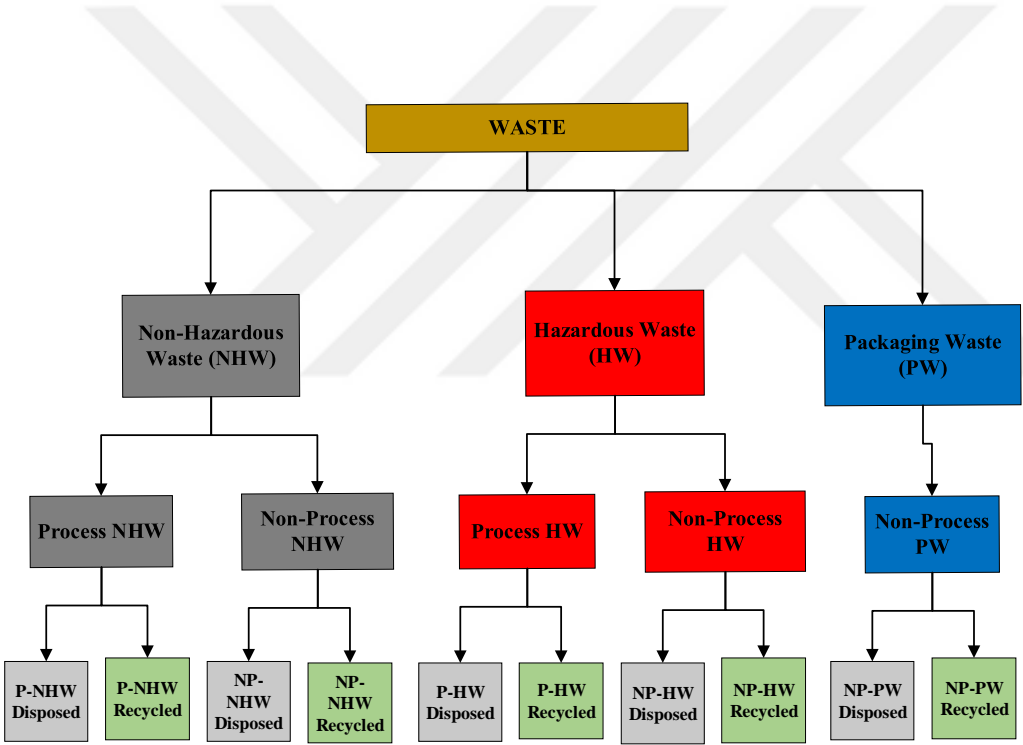 WASTE
Non-Hazardous
Waste (NHW)
Hazardous Waste
(HW)
Packaging Waste
(PW)
Process NHW
Non-Process
NHW
Process HW
Non-Process
HW
Non-Process
PW
P-NHW
Disposed
P-NHW
Recycled
NP-
NHW
Disposed
NP-
NHW
Recycled
P-HW
Disposed
P-HW
Recycled
NP-HW
Disposed
NP-HW
Recycled
NP-PW
Disposed
NP-PW
Recycled